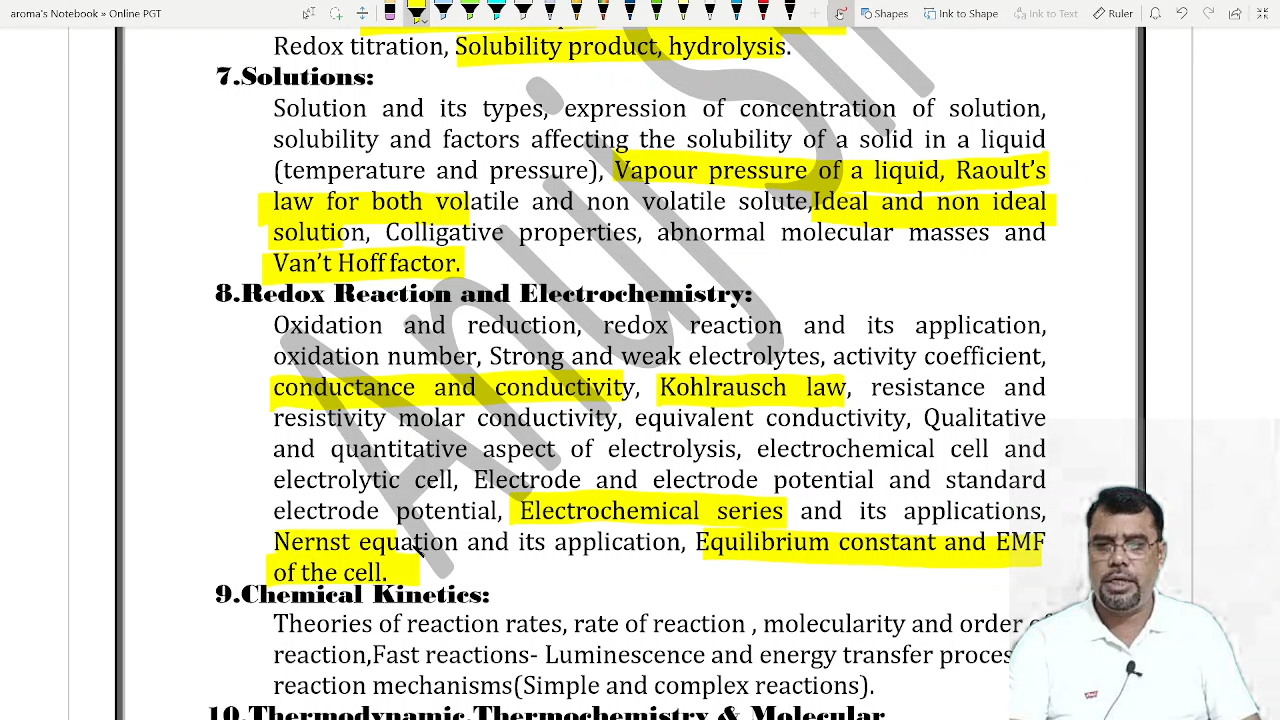 aroma's Notebook » Online PGT
Shapes
Ink to Shape
Ink to Text
Ruler
Redox titration, Solubility product, hydrolysis.
7.Solutions:
Solution and its types, expression of concentration of solution,
solubility and factors affecting the solubility of a solid in a liquid
(temperature and pressure), Vapour pressure of a liquid, Raoult's
law for both volatile and non volatile solute,Ideal and non ideal
solution, Colligative properties, abnormal molecular masses and
Van't Hoff factor.
8.Redox Reaction and Electrochemistry:
Oxidation and reduction, redox reaction and its application,
oxidation number, Strong and weak electrolytes, activity coefficient,
conductance and conductivity, Kohlrausch law, resistance and
resistivity molar conductivity, equivalent conductivity, Qualitative
and quantitative aspect of electrolysis, electrochemical cell and
electrolytic cell, Electrode and electrode potential and standard
electrode potential, Electrochemical series and its applications,
Nernst equation and its application, Equilibrium constant and EMF
of the cell.
9.Chemical Kinetics:
Theories of reaction rates, rate of reaction , molecularity and order of
reaction,Fast reactions- Luminescence and energy transfer
reaction mechanisms(Simple and complex reactions).
10.Thermodynamic,Thermochemistry & Molecular